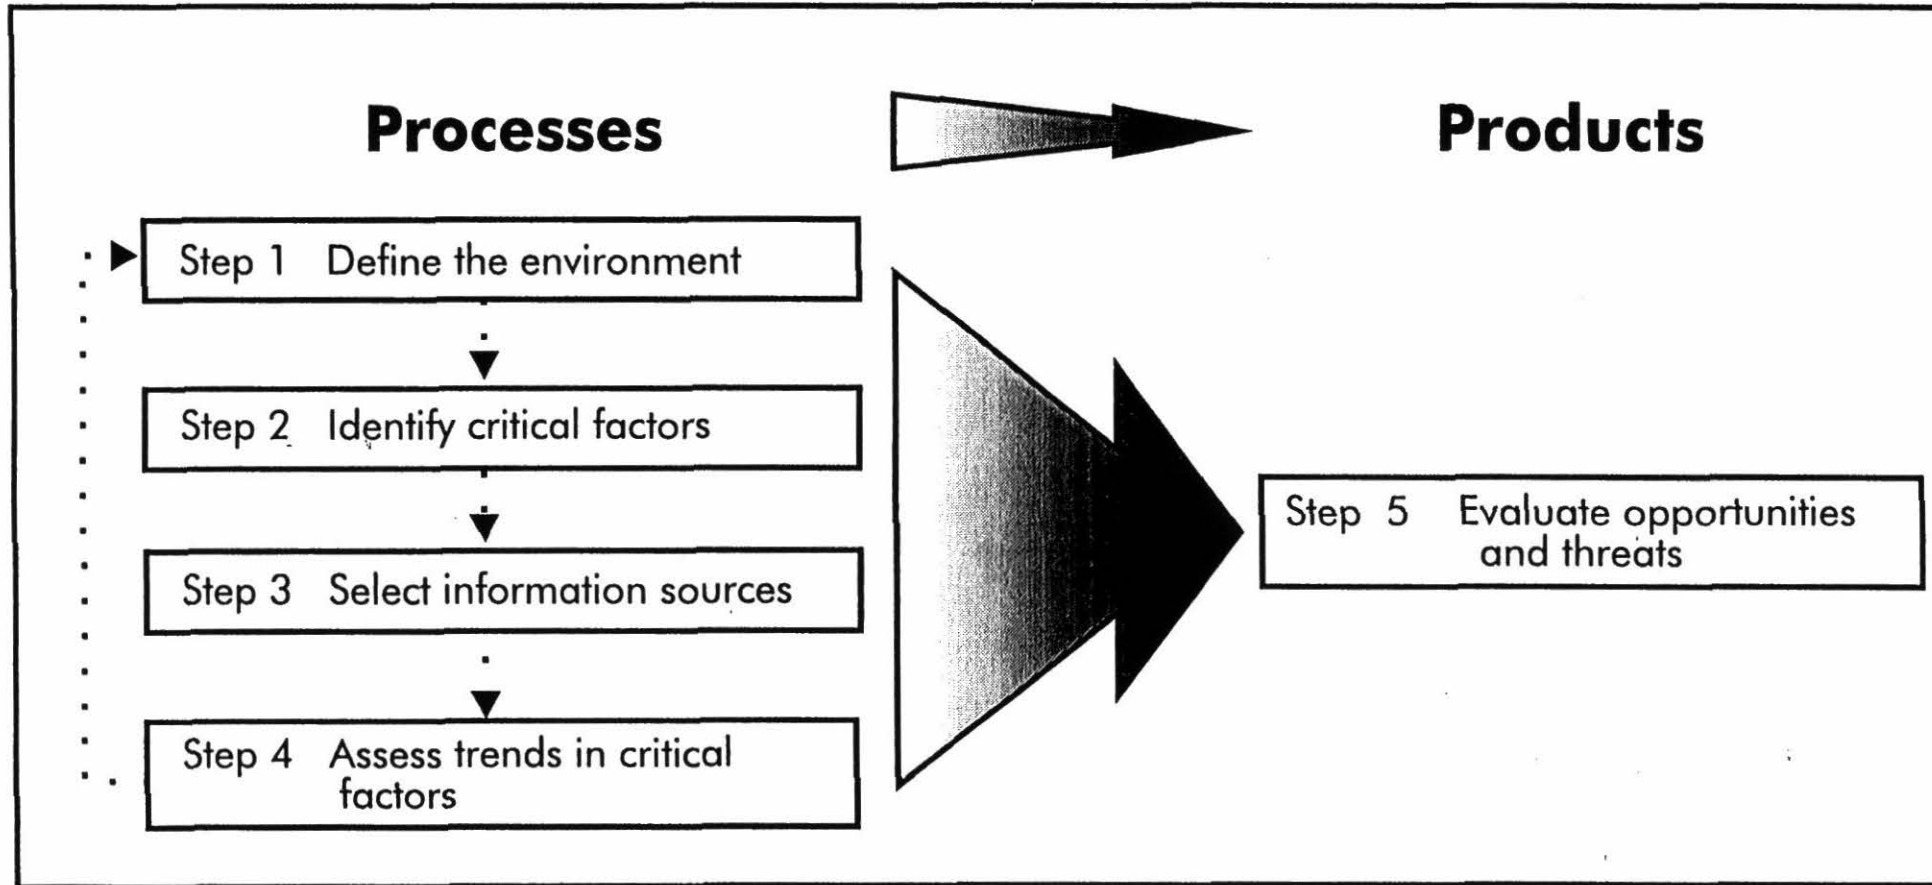 Processes
Products
Step 1 Define the environment
Step 2 Identify critical factors
Step 3 Select information sources
Step 4 Assess trends in critical
factors
Step 5 Evaluate opportunities
and threats